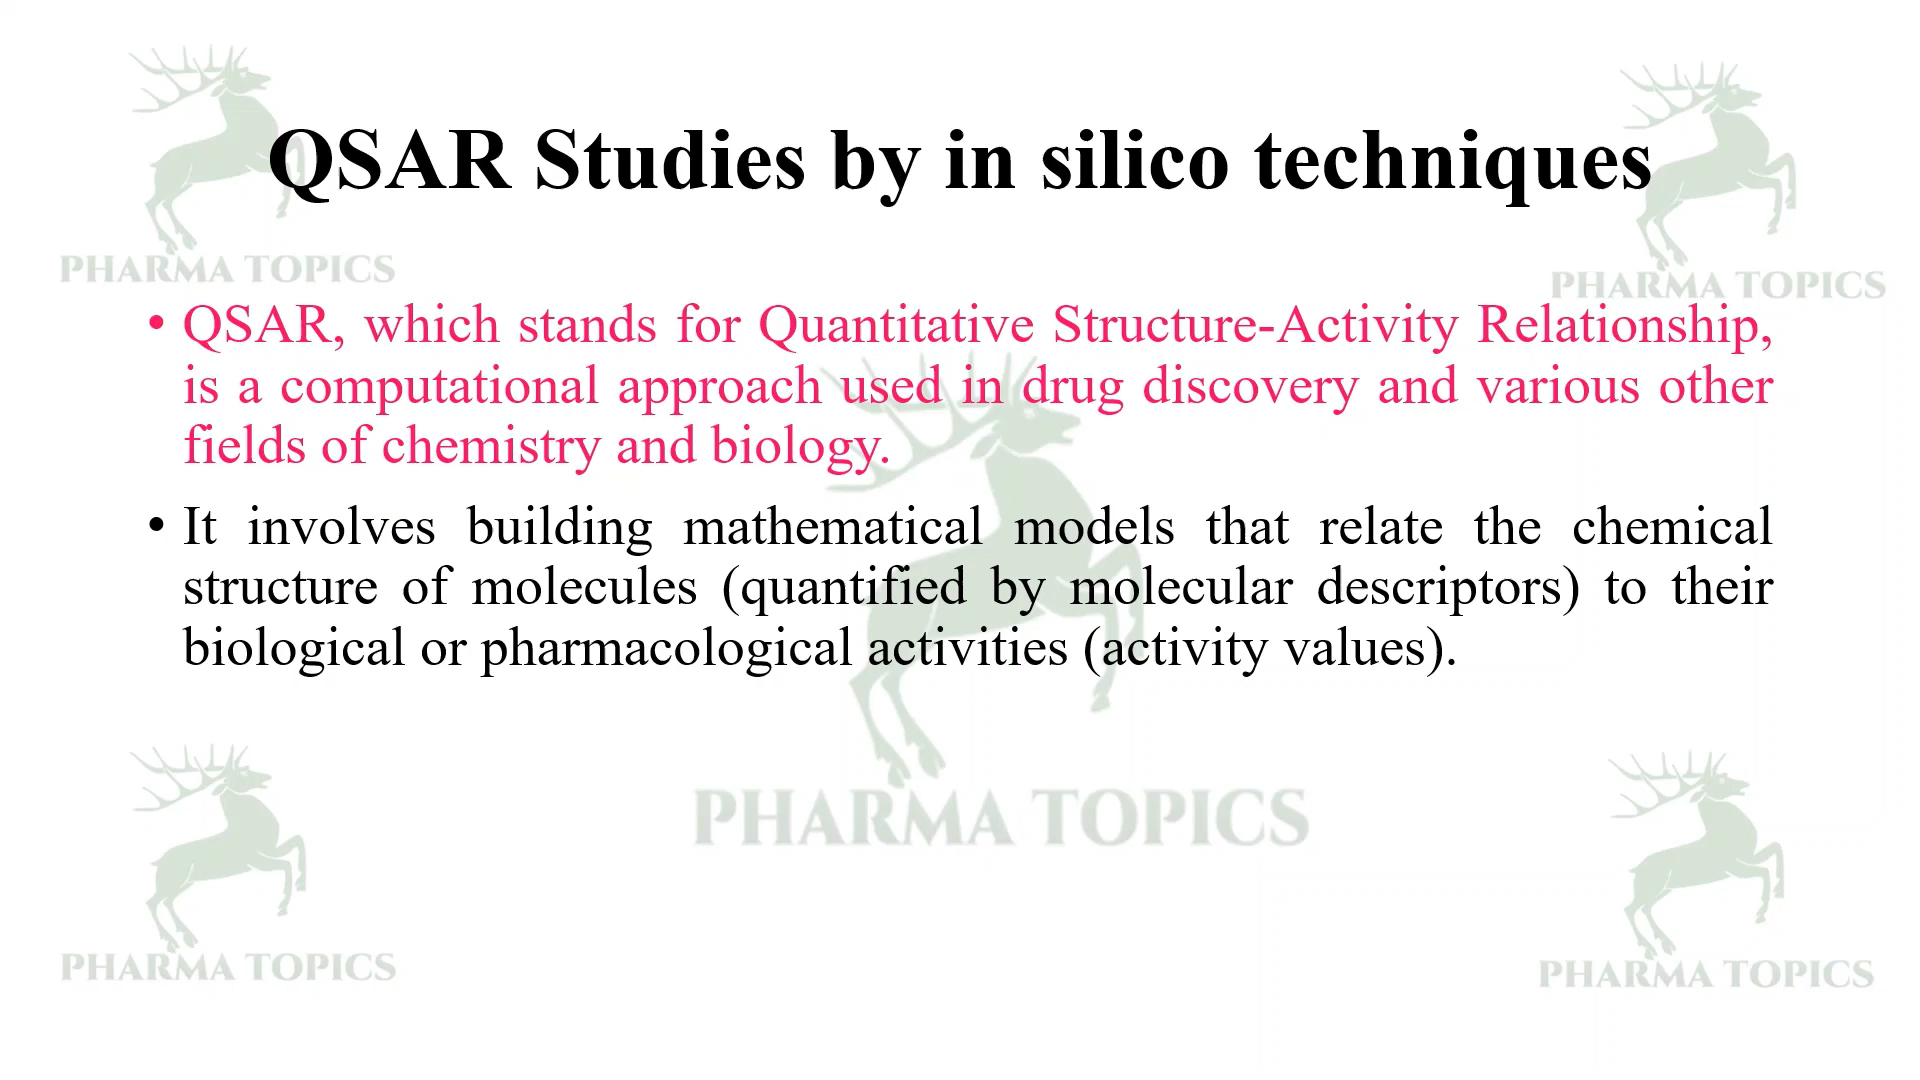 QSAR Studies by in silico techniques
PHARMA TOPICS
PHARMA TOPICS
• QSAR, which stands for Quantitative Structure-Activity Relationship,
is a computational approach used in drug discovery and various other
fields of chemistry and biology.
• It involves building mathematical models that relate the chemical
structure of molecules (quantified by molecular descriptors) to their
biological or pharmacological activities (activity values).
PHARMA TOPICS
PHARMA TOPICS
PHARMA TOPICS